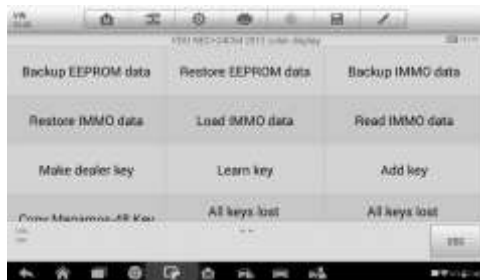 VW
Backup EEPROM data
Restore EEPROM data
Backup IMMO data
Restore IMMO data
Load IMMO data
Read IMMO data
Make dealer key
Learn key
Add key
All keys lost
All keys lost
ESC